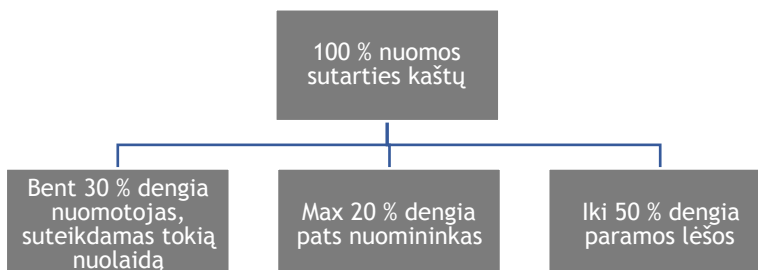 100 % nuomos
sutarties kaštų
Bent 30 % dengia
nuomotojas,
suteikdamas tokią
nuolaidą
Max 20 % dengia
pats nuomininkas
Iki 50 % dengia
paramos lėšos